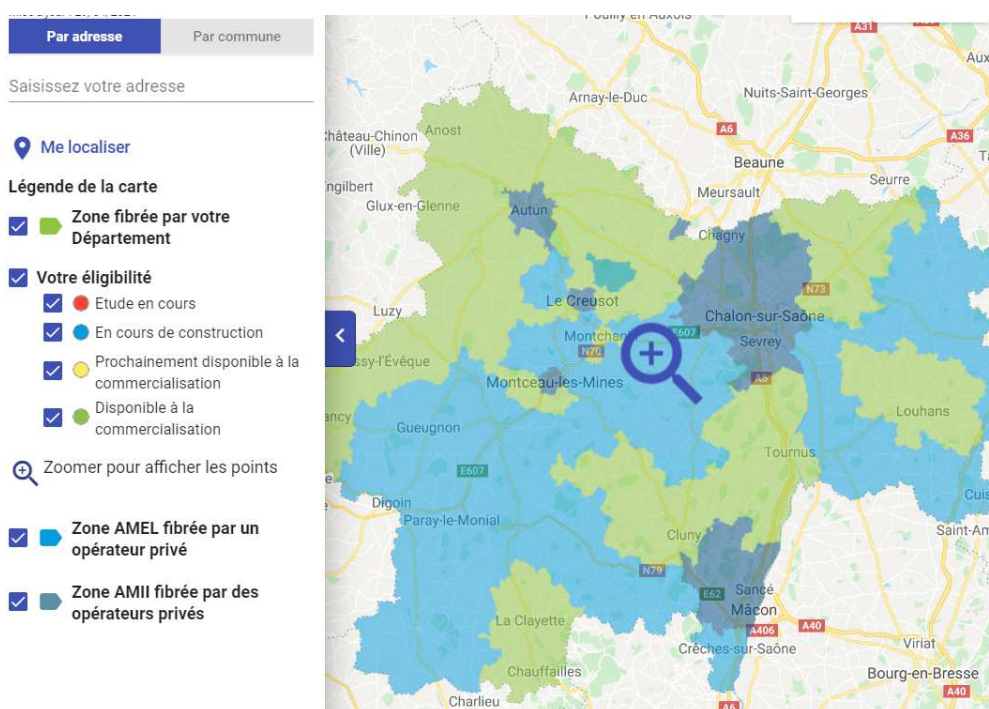 Par adresse
Par commune
Saisissez votre adresse
Me localiser
Légende de la carte
Zone fibrée par votre
Département
Votre éligibilité
Etude en cours
En cours de construction
Prochainement disponible à la
commercialisation
Disponible à la
commercialisation
Zoomer pour afficher les points
Zone AMEL fibrée par un
opérateur privé
Zone AMII fibrée par des
opérateurs privés
A31
Arnay-le-Duc
Nuits-Saint-Georges
Château-Chinon
(Ville)
Anost
A6
A36
Beaune
Meursault
Seurre
Glux-en-Glenne
Autun
Chagny
N73
Luzy
Le Creusot
Chalon-sur-Saône
E607
Sevrey
N70
A6
Montceau-les-Mines
Louhans
Gueugnon
Tournus
E607
Digoin
Paray-le-Monial
Cluny
N79
E62
Sancé
Mâcon
A406
A40
La Clayette
Crêches-sur-Saône
Viriat
Chauffailles
Bourg-en-Bresse
A40
Charlieu
A6